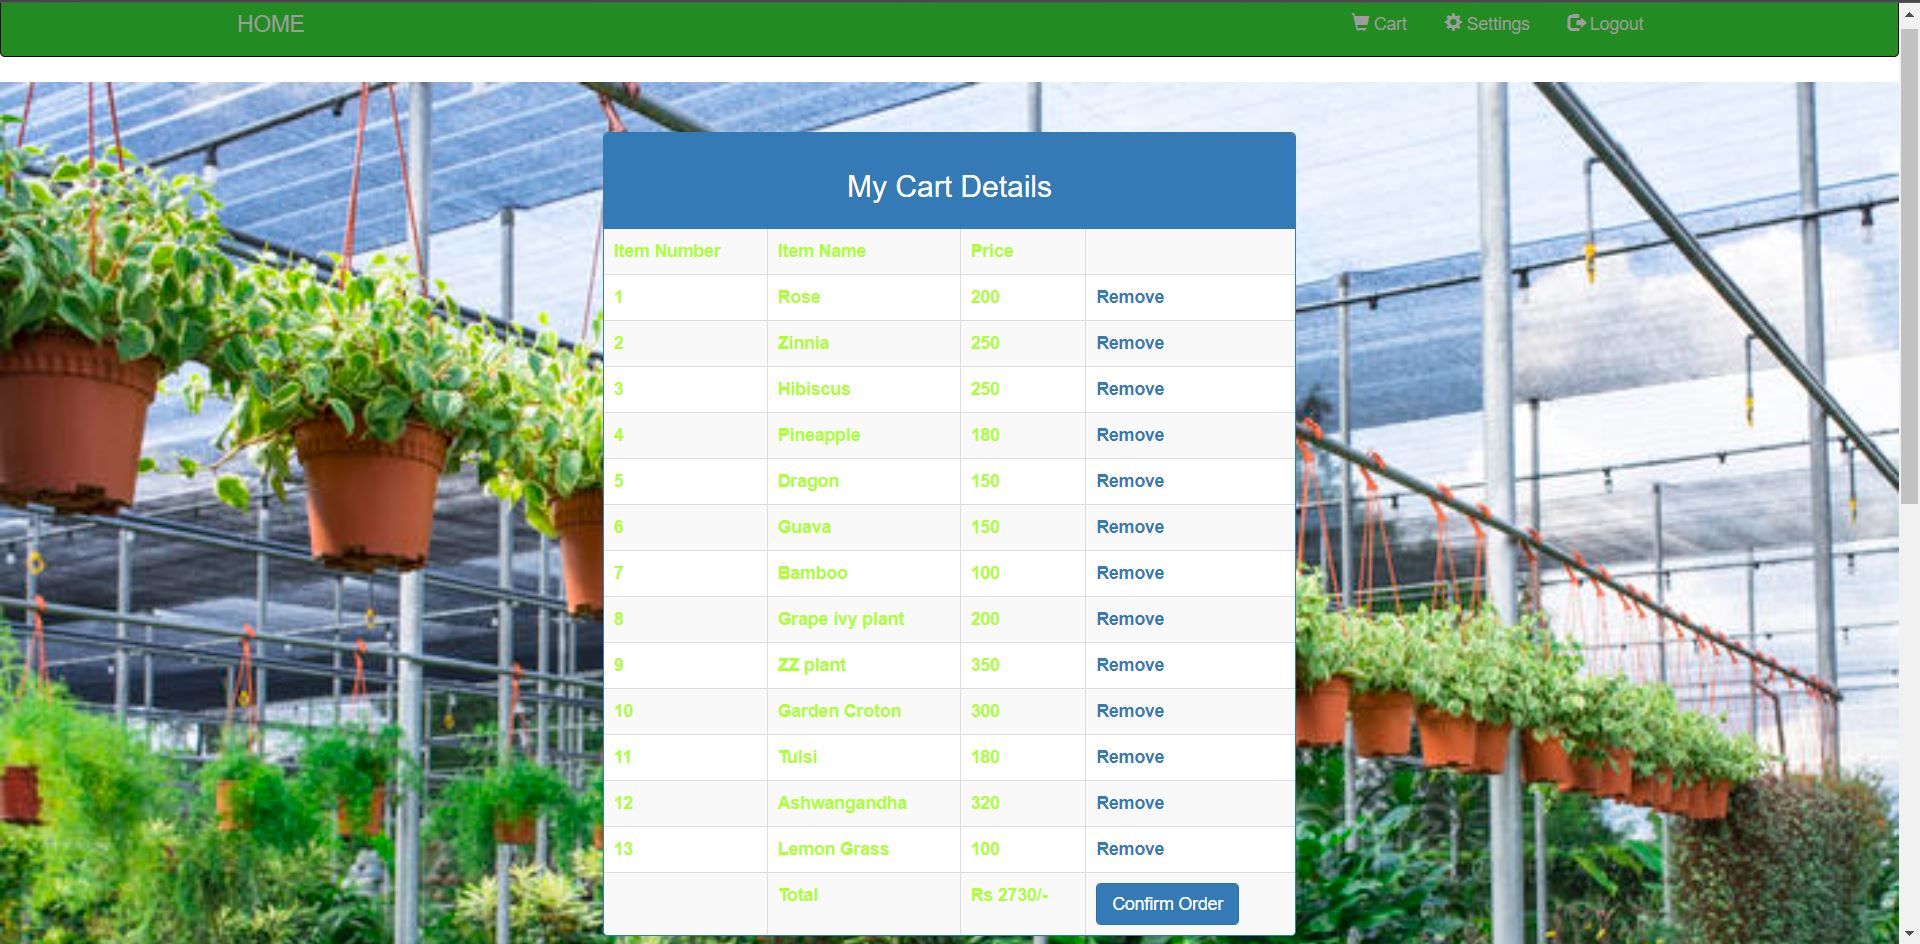 HOME Cart Settings Logout
My Cart Details
Item Number Item Name Price
1 Rose 200 Remove
2 Zinnia 250 Remove
3 Hibiscus 250 Remove
4 Pineapple 180 Remove
5 Dragon 150 Remove
6 Guava 150 Remove
7 Bamboo 100 Remove
8 Grape ivy plant 200 Remove
9 ZZ plant 350 Remove
10 Garden Croton 300 Remove
11 Tulsi 180 Remove
12 Ashwangandha 320 Remove
13 Lemon Grass 100 Remove
Total Rs 2730/- Confirm Order